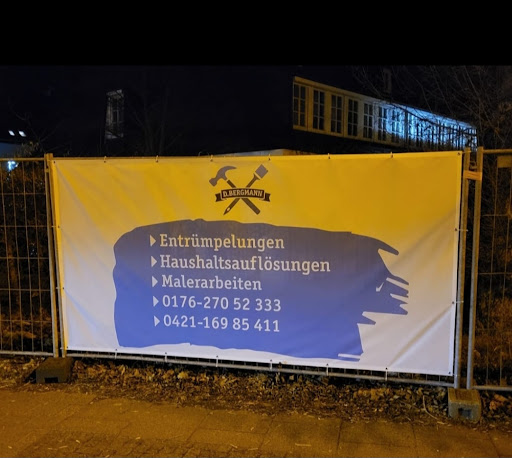 D.BERGMANN
Entrümpelungen
Haushaltsauflösungen
Malerarbeiten
0176-270 52 333
0421-169 85 411